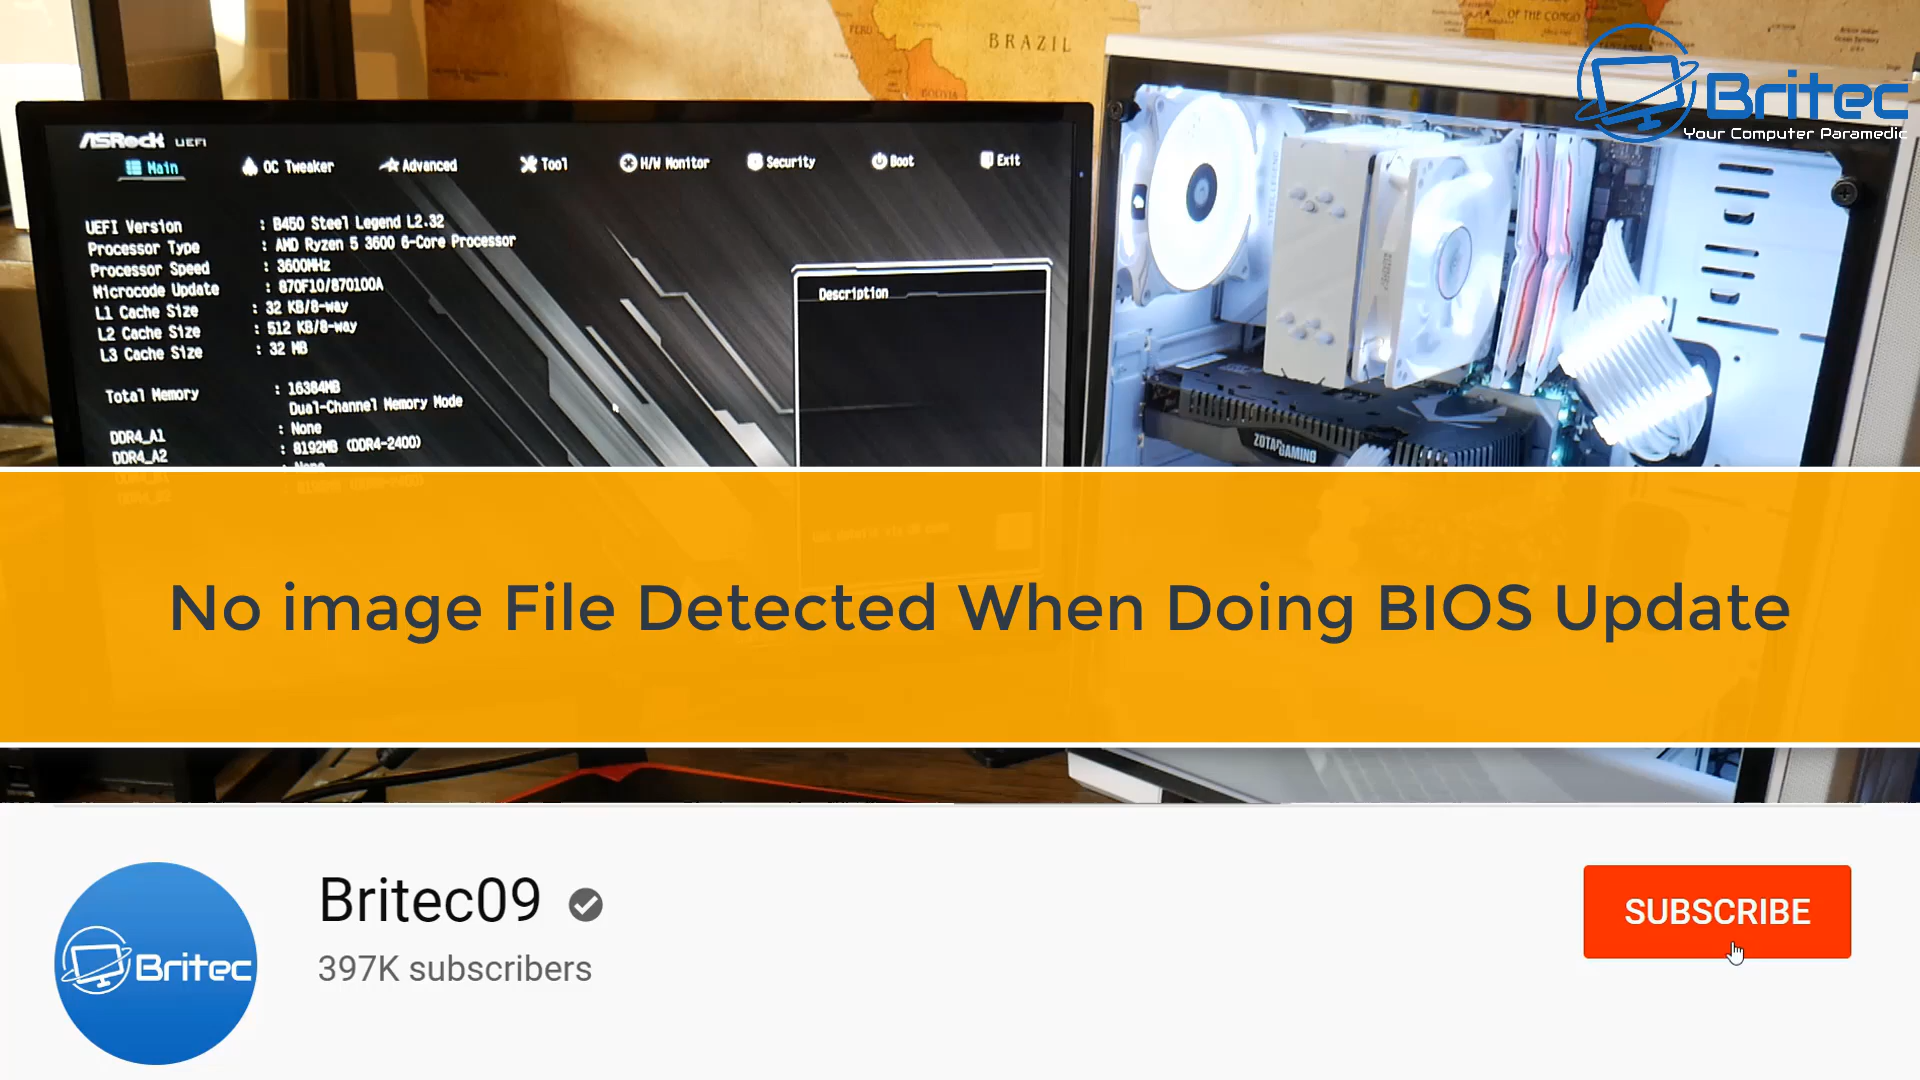 BRAZIL
OF THE CONGO
BOLIVIA
Britec
Your Computer Paramedic
ASRock UEFI
Main
OC Tweaker
Advanced
Tool
H/W Monitor
Security
Boot
Exit
UEFI Version : B450 Steel Legend L2.32
Processor Type : AMD Ryzen 5 3600 6-Core Processor
Processor Speed : 3600MHz
Microcode Update : 870F10/870100A
L1 Cache Size : 32 KB/8-way
L2 Cache Size : 512 KB/8-way
L3 Cache Size : 32 MB
Total Memory : 16384MB
Dual-Channel Memory Mode
DDR4_A1 : None
DDR4_A2 : 8192MB (DDR4-2400)
Description
ZOTAC GAMING
No image File Detected When Doing BIOS Update
Britec
Britec09
397K subscribers
SUBSCRIBE